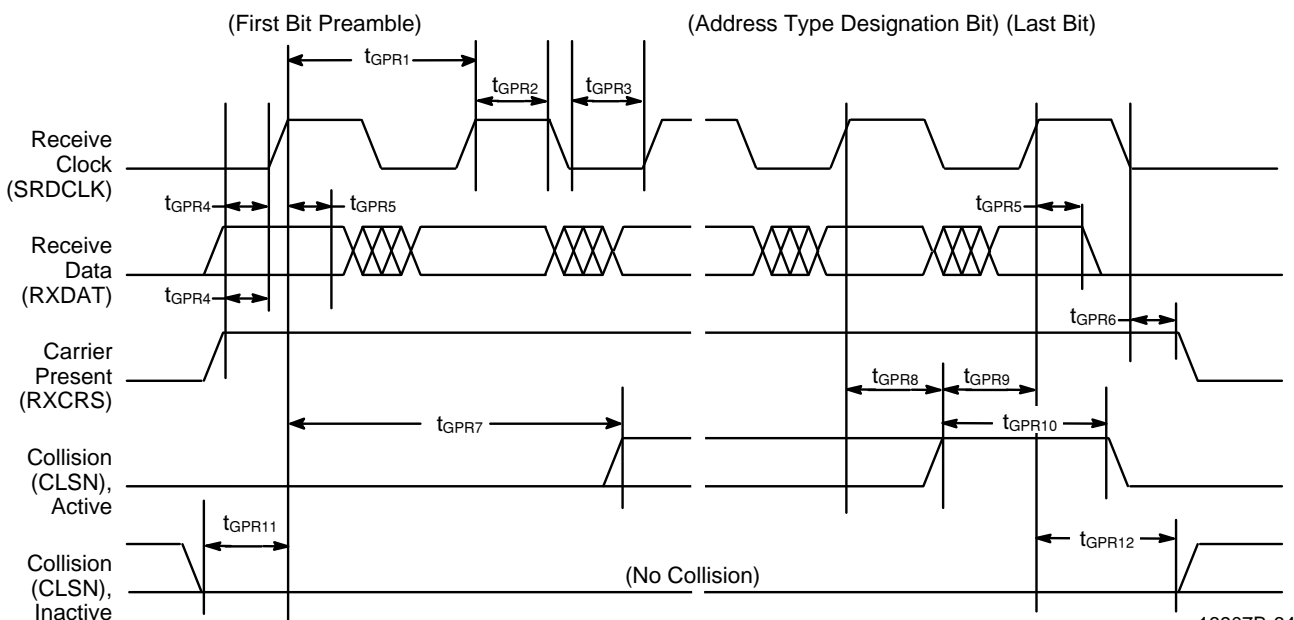 (First Bit Preamble)
(Address Type Designation Bit) (Last Bit)
tGPR1
tGPR2
tGPR3
Receive
Clock
(SRDCLK)
tGPR4
tGPR5
tGPR5
Receive
Data
(RXDAT)
tGPR4
tGPR6
Carrier
Present
(RXCRS)
tGPR8
tGPR9
tGPR7
tGPR10
Collision
(CLSN),
Active
tGPR11
tGPR12
Collision
(CLSN),
Inactive
(No Collision)